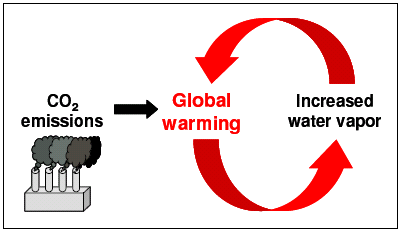 CO₂
emissions
Global
warming
Increased
water vapor